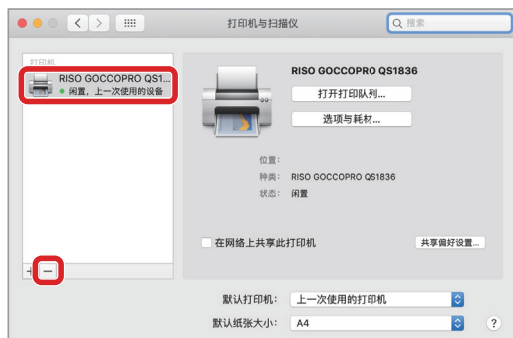 打印机与扫描仪
搜索
打印机
RISO GOCCOPRO QS1...
闲置，上一次使用的设备
+ −
RISO GOCCOPRO QS1836
打开打印队列...
选项与耗材...
位置：
种类： RISO GOCCOPRO QS1836
状态： 闲置
在网络上共享此打印机
共享偏好设置...
默认打印机： 上一次使用的打印机
默认纸张大小： A4
?